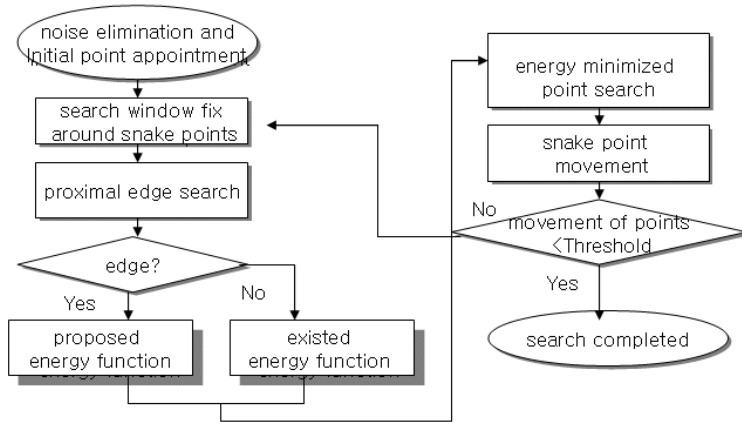 noise elimination and
Initial point appointment
search window fix
around snake points
proximal edge search
edge?
Yes
No
proposed
energy function
existed
energy function
energy minimized
point search
snake point
movement
No
movement of points
<Threshold
Yes
search completed